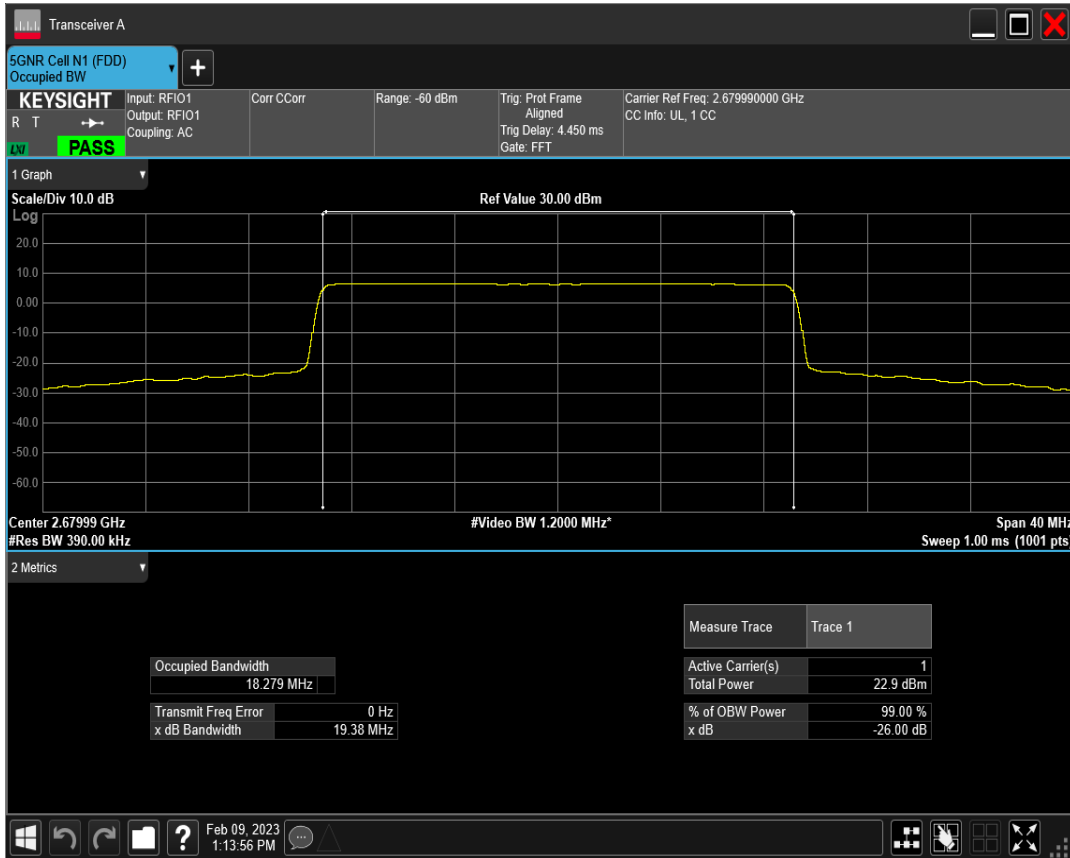 Transceiver A
5GNR Cell N1 (FDD)
Occupied BW
+
KEYSIGHT
R T
LXI
PASS
Input: RFIO1
Output: RFIO1
Coupling: AC
Corr CCorr
Range: -60 dBm
Trig: Prot Frame
Aligned
Trig Delay: 4.450 ms
Gate: FFT
Carrier Ref Freq: 2.679990000 GHz
CC Info: UL, 1 CC
1 Graph
Scale/Div 10.0 dB
Ref Value 30.00 dBm
Log
20.0
10.0
0.00
-10.0
-20.0
-30.0
-40.0
-50.0
-60.0
Center 2.67999 GHz
#Video BW 1.2000 MHz*
Span 40 MHz
#Res BW 390.00 kHz
Sweep 1.00 ms (1001 pts)
2 Metrics
Measure Trace Trace 1
Occupied Bandwidth
18.279 MHz
Active Carrier(s) 1
Total Power 22.9 dBm
Transmit Freq Error 0 Hz
x dB Bandwidth 19.38 MHz
% of OBW Power 99.00 %
x dB -26.00 dB
?
Feb 09, 2023
1:13:56 PM